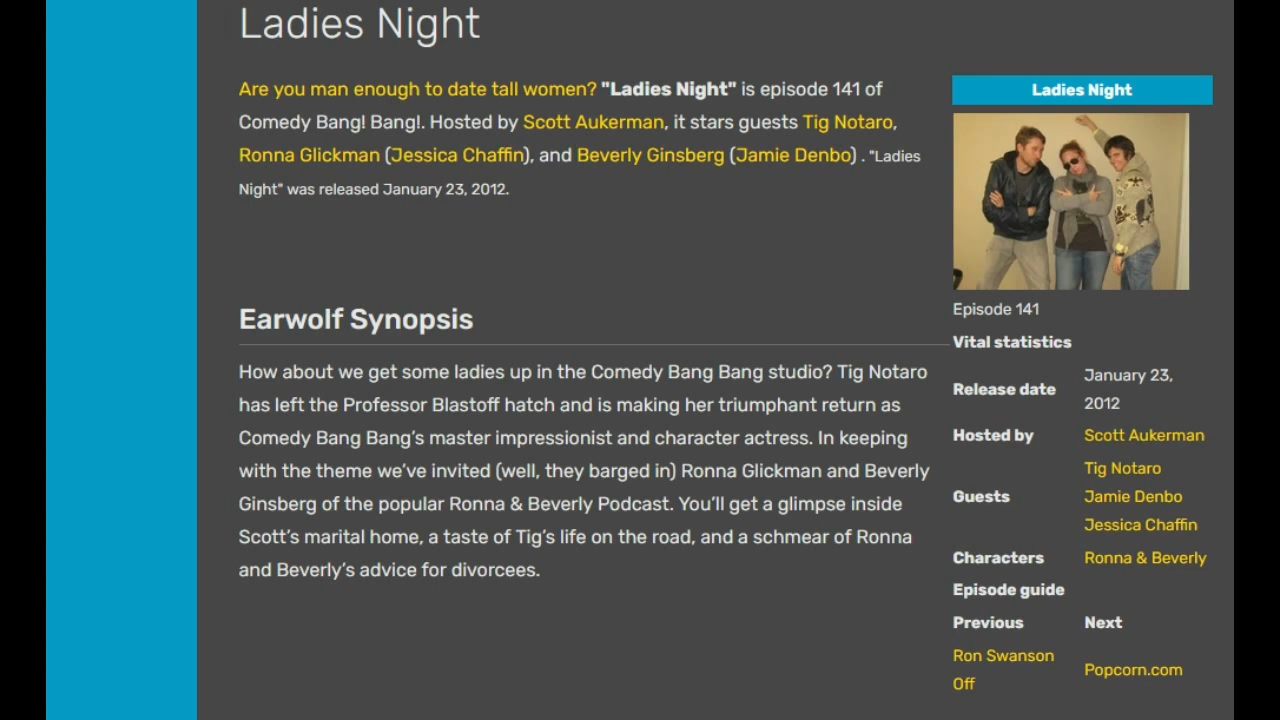 Ladies Night
Are you man enough to date tall women? "Ladies Night" is episode 141 of
Comedy Bang! Bang!. Hosted by Scott Aukerman, it stars guests Tig Notaro,
Ronna Glickman (Jessica Chaffin), and Beverly Ginsberg (Jamie Denbo) . "Ladies
Night" was released January 23, 2012.
Earwolf Synopsis
How about we get some ladies up in the Comedy Bang Bang studio? Tig Notaro
has left the Professor Blastoff hatch and is making her triumphant return as
Comedy Bang Bang’s master impressionist and character actress. In keeping
with the theme we’ve invited (well, they barged in) Ronna Glickman and Beverly
Ginsberg of the popular Ronna & Beverly Podcast. You’ll get a glimpse inside
Scott’s marital home, a taste of Tig’s life on the road, and a schmear of Ronna
and Beverly’s advice for divorcees.
Ladies Night
Episode 141
Vital statistics
Release date January 23,
2012
Hosted by Scott Aukerman
Guests Tig Notaro
Jamie Denbo
Jessica Chaffin
Characters Ronna & Beverly
Episode guide
Previous Next
Ron Swanson
Off
Popcorn.com